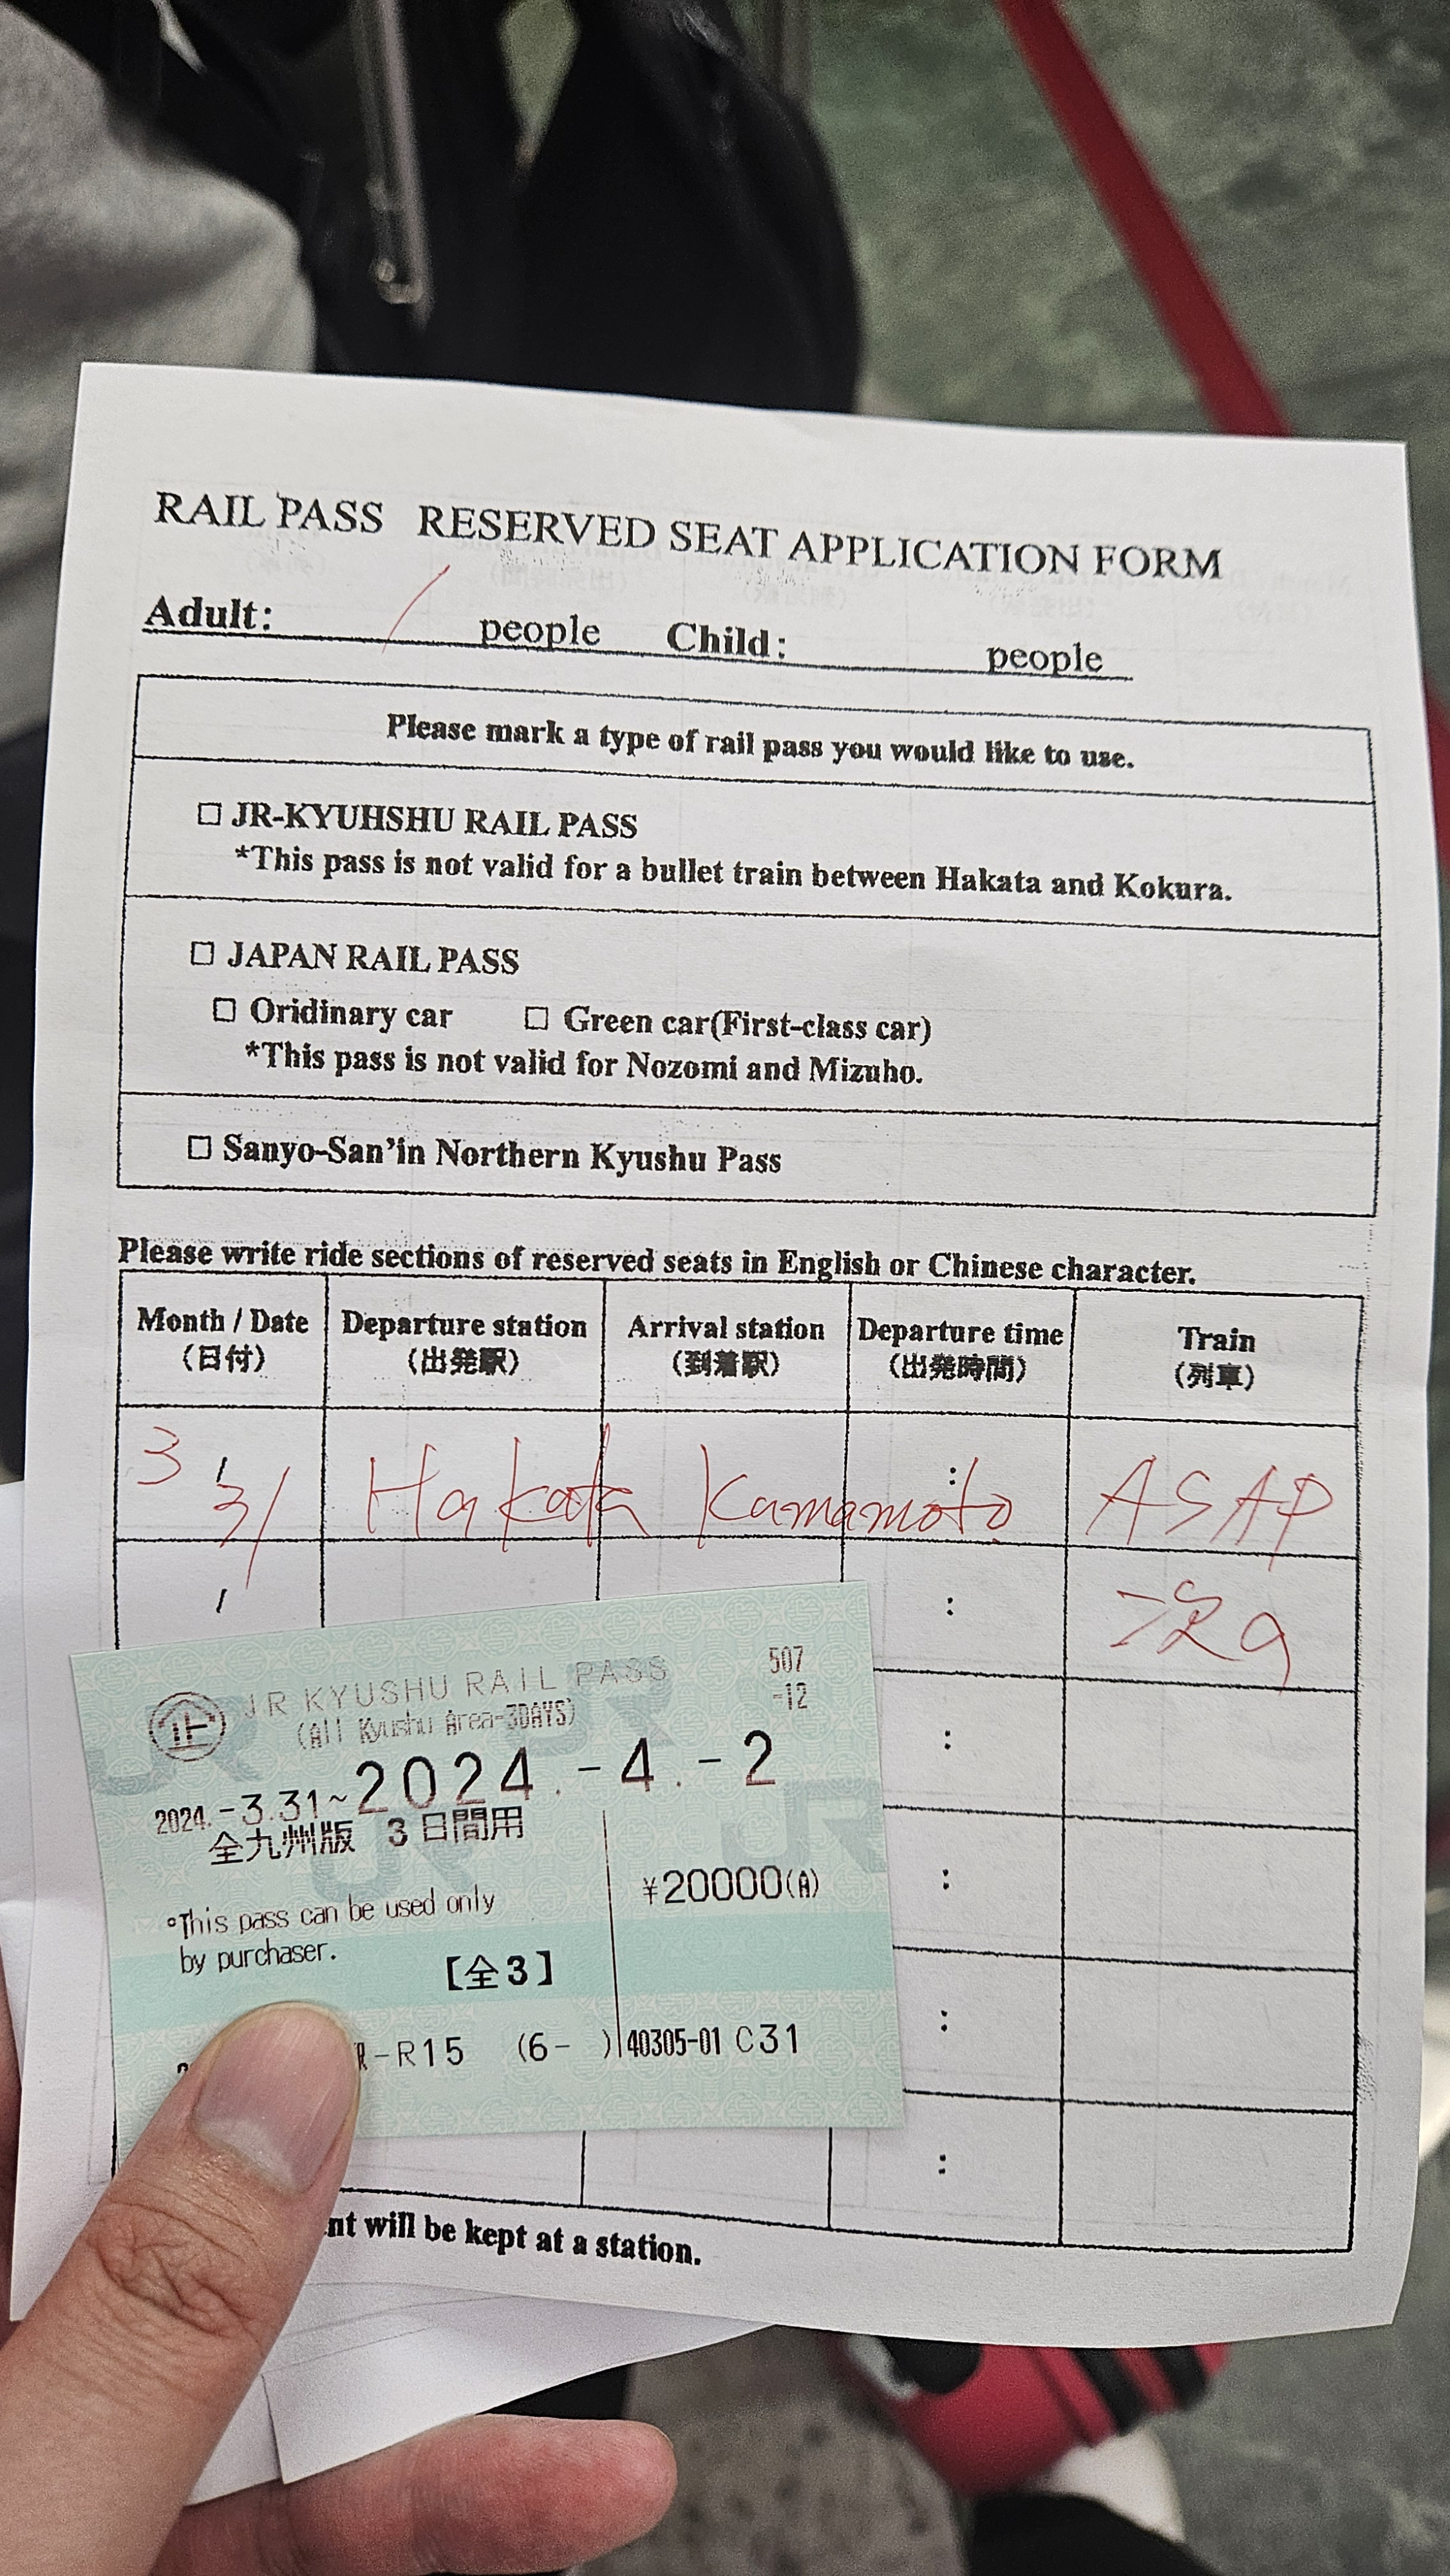 RAIL PASS RESERVED SEAT APPLICATION FORM
Adult: / people Child: people
Please mark a type of rail pass you would like to use.
□ JR-KYUHSHU RAIL PASS
*This pass is not valid for a bullet train between Hakata and Kokura.
□ JAPAN RAIL PASS
□ Oridinary car □ Green car(First-class car)
*This pass is not valid for Nozomi and Mizuho.
□ Sanyo-San'in Northern Kyushu Pass
Please write ride sections of reserved seats in English or Chinese character.
Month / Date Departure station Arrival station Departure time Train
(日付) (出発駅) (到着駅) (出発時間) (列車)
3 / 31 Hakata Kumamoto : ASAP
/ : 次の
:
:
:
:
JR KYUSHU RAIL PASS 507
(All Kyushu Area-3DAYS) -12
企
2024.-3.31~2024.-4.-2
全九州版 3日間用
¥20000(A)
°This pass can be used only
by purchaser.
【全3】
R-R15 (6- ) 40305-01 C31
will be kept at a station.